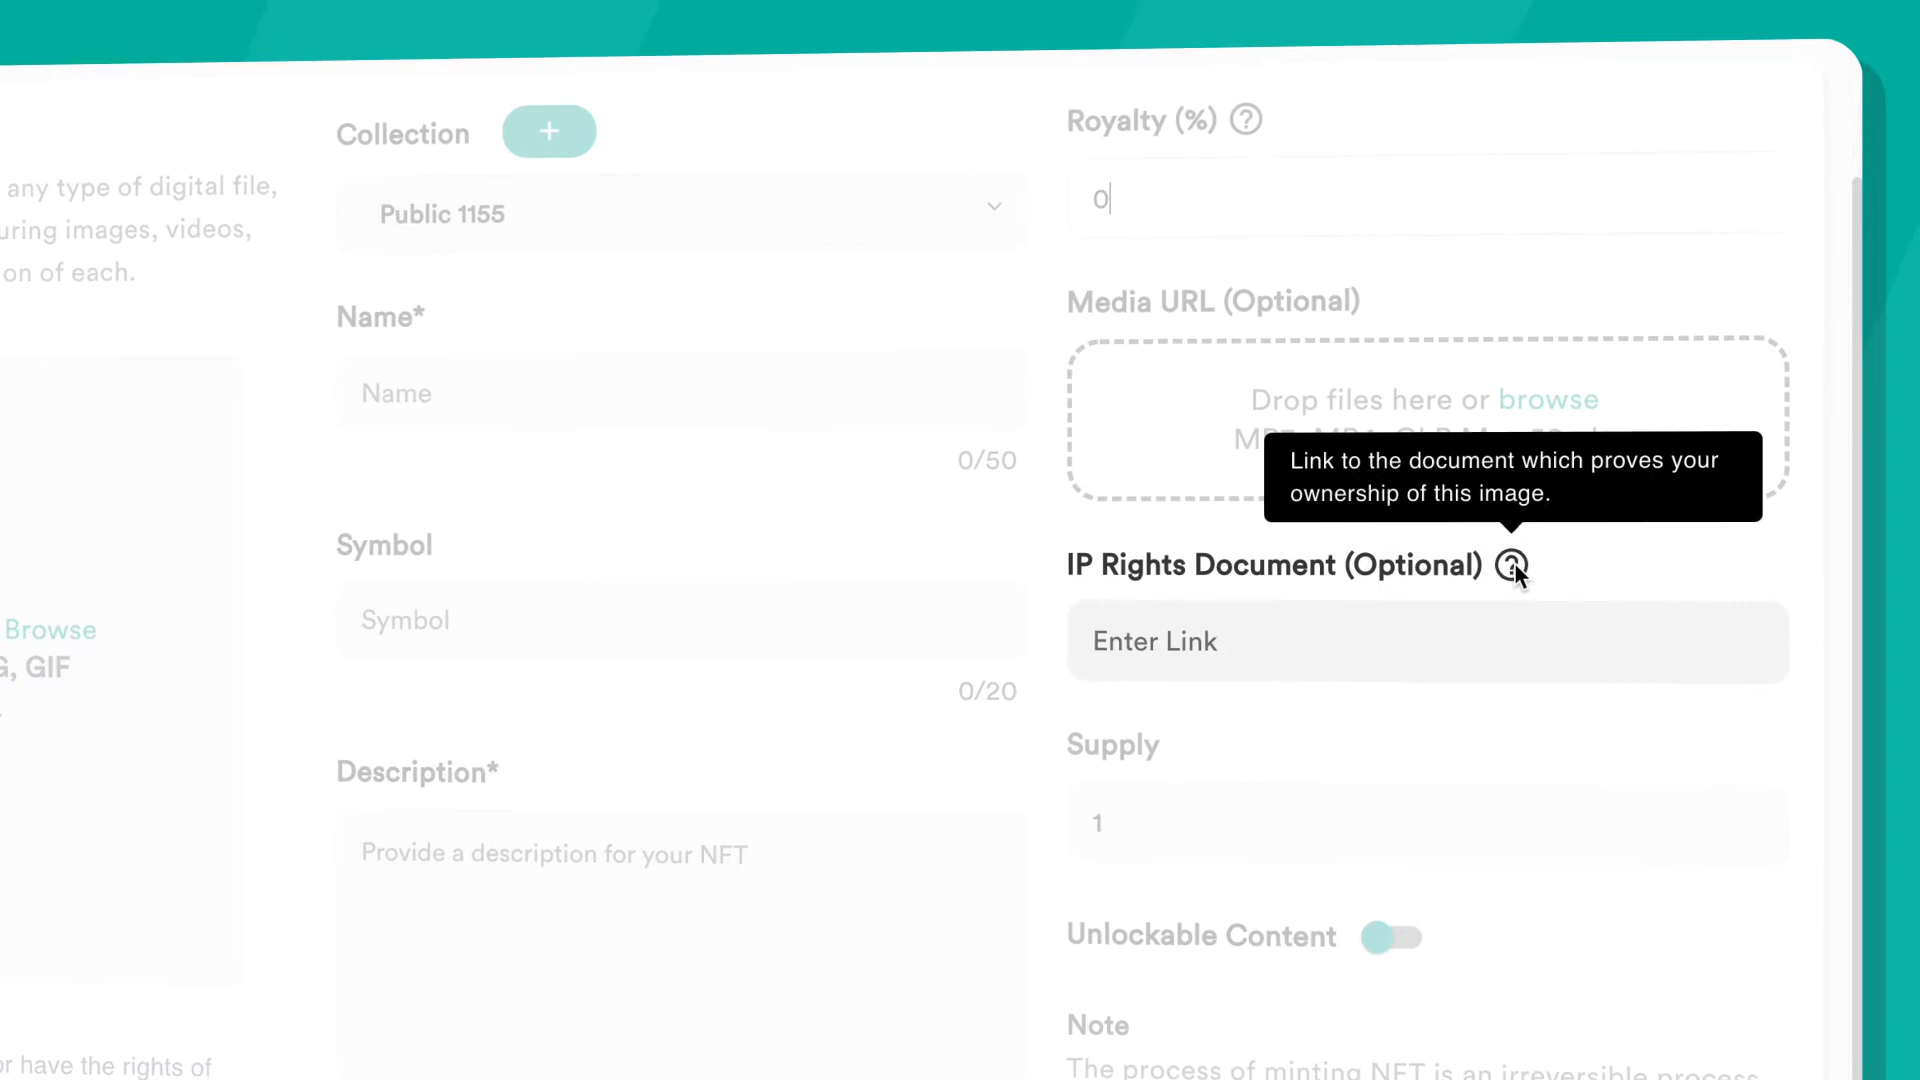 any type of digital file,
uring images, videos,
on of each.
Browse
G, GIF
or have the rights of
Collection
+
Public 1155
Name*
Name
0/50
Symbol
Symbol
0/20
Description*
Provide a description for your NFT
Royalty (%) ?
0
Media URL (Optional)
Drop files here or browse
Link to the document which proves your
ownership of this image.
IP Rights Document (Optional) ?
Enter Link
Supply
1
Unlockable Content
Note
The process of minting NFT is an irreversible process